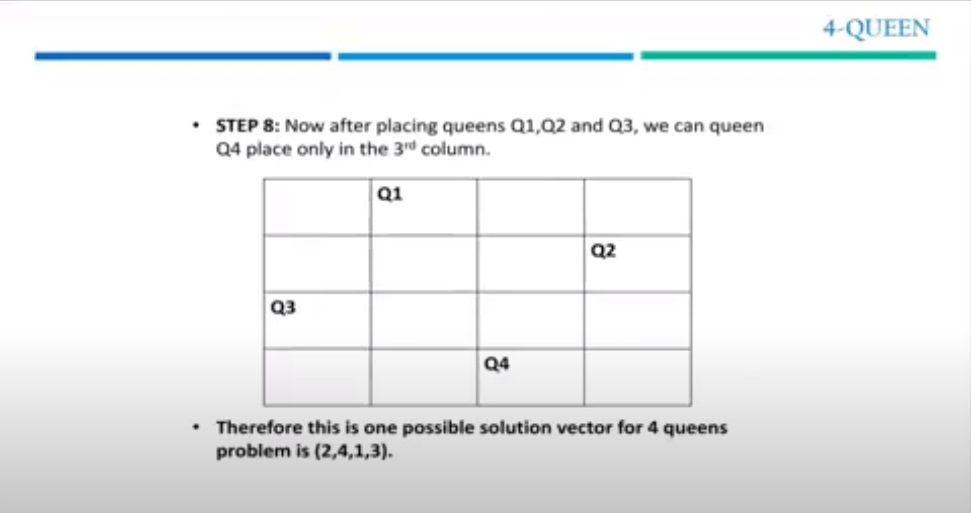 4-QUEEN
• STEP 8: Now after placing queens Q1,Q2 and Q3, we can queen
Q4 place only in the 3rd column.
Q1
Q2
Q3
Q4
• Therefore this is one possible solution vector for 4 queens
problem is (2,4,1,3).